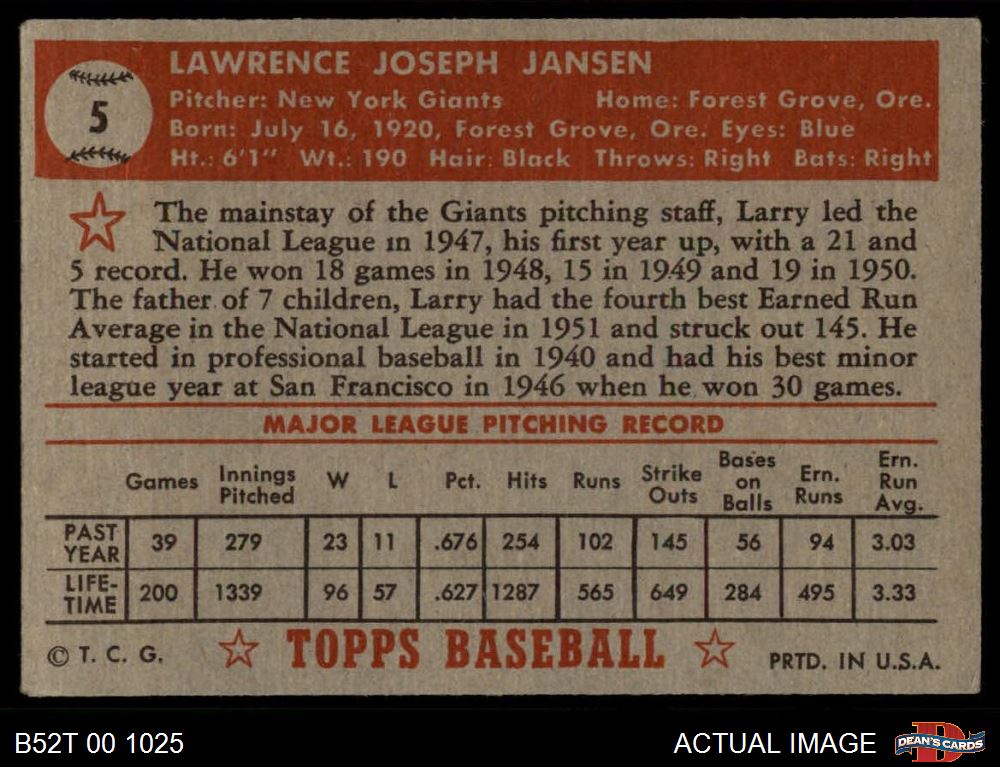 5
LAWRENCE JOSEPH JANSEN
Pitcher: New York Giants Home: Forest Grove, Ore.
Born: July 16, 1920, Forest Grove, Ore. Eyes: Blue
Ht.: 6'1" Wt.: 190 Hair: Black Throws: Right Bats: Right
The mainstay of the Giants pitching staff, Larry led the
National League in 1947, his first year up, with a 21 and
5 record. He won 18 games in 1948, 15 in 1949 and 19 in 1950.
The father of 7 children, Larry had the fourth best Earned Run
Average in the National League in 1951 and struck out 145. He
started in professional baseball in 1940 and had his best minor
league year at San Francisco in 1946 when he won 30 games.
MAJOR LEAGUE PITCHING RECORD
Games Innings Pitched W L Pct. Hits Runs Strike Outs Bases on Balls Ern. Runs Ern. Run Avg.
PAST YEAR 39 279 23 11 .676 254 102 145 56 94 3.03
LIFE-TIME 200 1339 96 57 .627 1287 565 649 284 495 3.33
© T. C. G. TOPPS BASEBALL PRTD. IN U.S.A.
B52T 00 1025 ACTUAL IMAGE DEAN'S CARDS